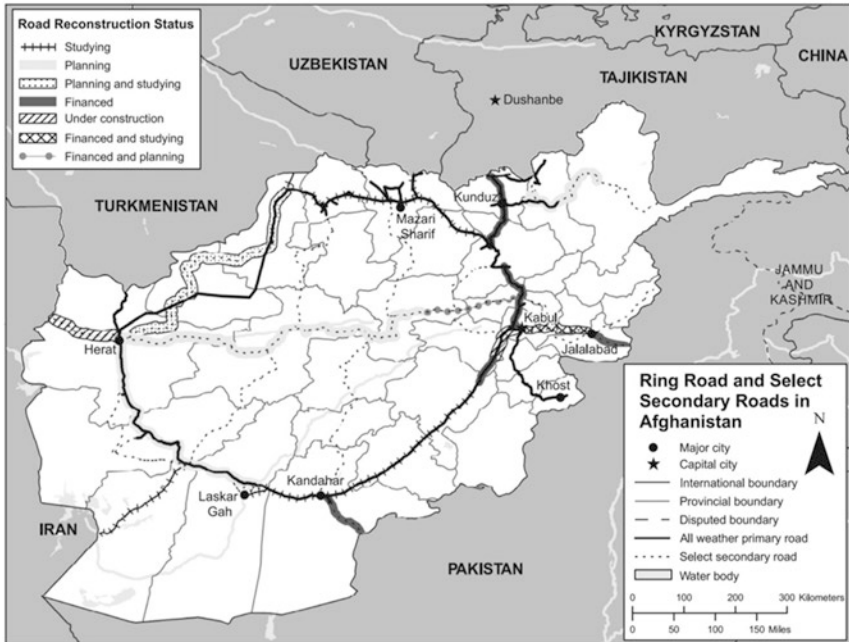 Road Reconstruction Status
Studying
Planning
Planning and studying
Financed
Under construction
Financed and studying
Financed and planning
KYRGYZSTAN
CHINA
UZBEKISTAN
TAJIKISTAN
Dushanbe
TURKMENISTAN
Kunduz
Mazari
Sharif
JAMMU
AND
KASHMIR
Kabul
Herat
Jalalabad
Khost
Kandahar
Laskar
Gah
IRAN
PAKISTAN
Ring Road and Select
Secondary Roads in
Afghanistan
N
Major city
Capital city
International boundary
Provincial boundary
Disputed boundary
All weather primary road
Select secondary road
Water body
0 100 200 300 Kilometers
0 50 100 150 Miles